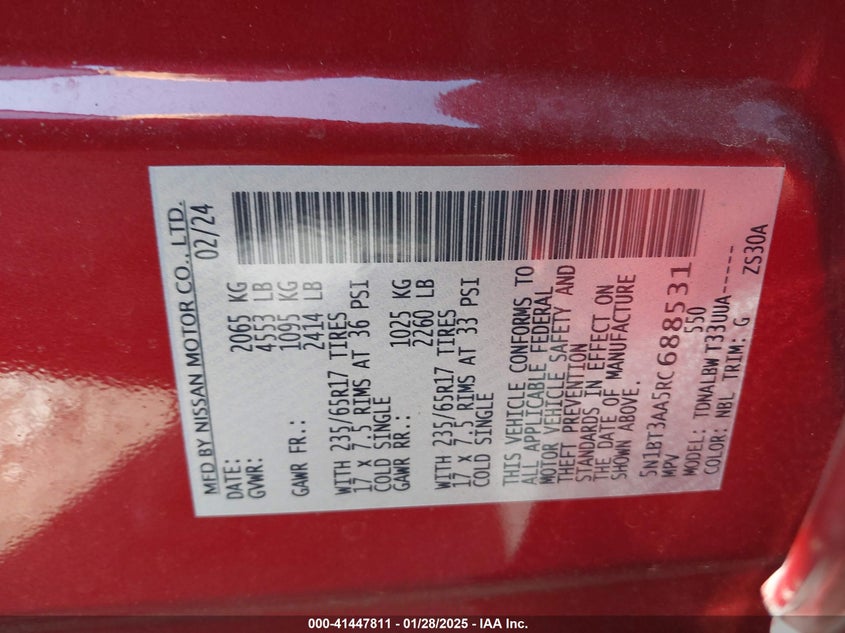 MFD BY NISSAN MOTOR CO., LTD.
DATE: 02/24
GVWR: 2065 KG
4553 LB
GAWR FR.: 1095 KG
2414 LB
WITH 235/65R17 TIRES
17 X 7.5 RIMS AT 36 PSI
COLD SINGLE
GAWR RR.: 1025 KG
2260 LB
WITH 235/65R17 TIRES
17 X 7.5 RIMS AT 33 PSI
COLD SINGLE
THIS VEHICLE CONFORMS TO
ALL APPLICABLE FEDERAL
MOTOR VEHICLE SAFETY AND
THEFT PREVENTION
STANDARDS IN EFFECT ON
THE DATE OF MANUFACTURE
SHOWN ABOVE.
5N1BT3AA5RC688531
MPV 550
MODEL: TDNALBW T33UUA-----
COLOR: NBL TRIM: G ZS30A
000-41447811 - 01/28/2025 - IAA Inc.